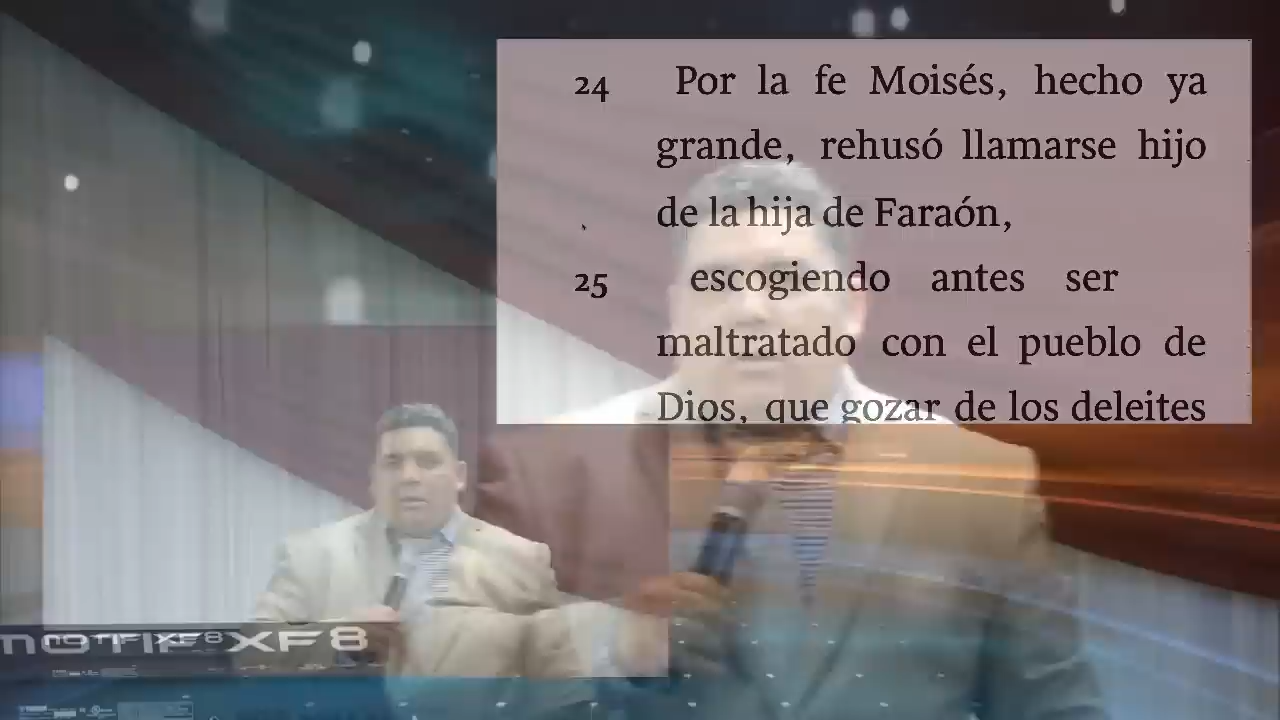 24 Por la fe Moisés, hecho ya
grande, rehusó llamarse hijo
de la hija de Faraón,
25 escogiendo antes ser
maltratado con el pueblo de
Dios, que gozar de los deleites
MOTIF XF8 XF8